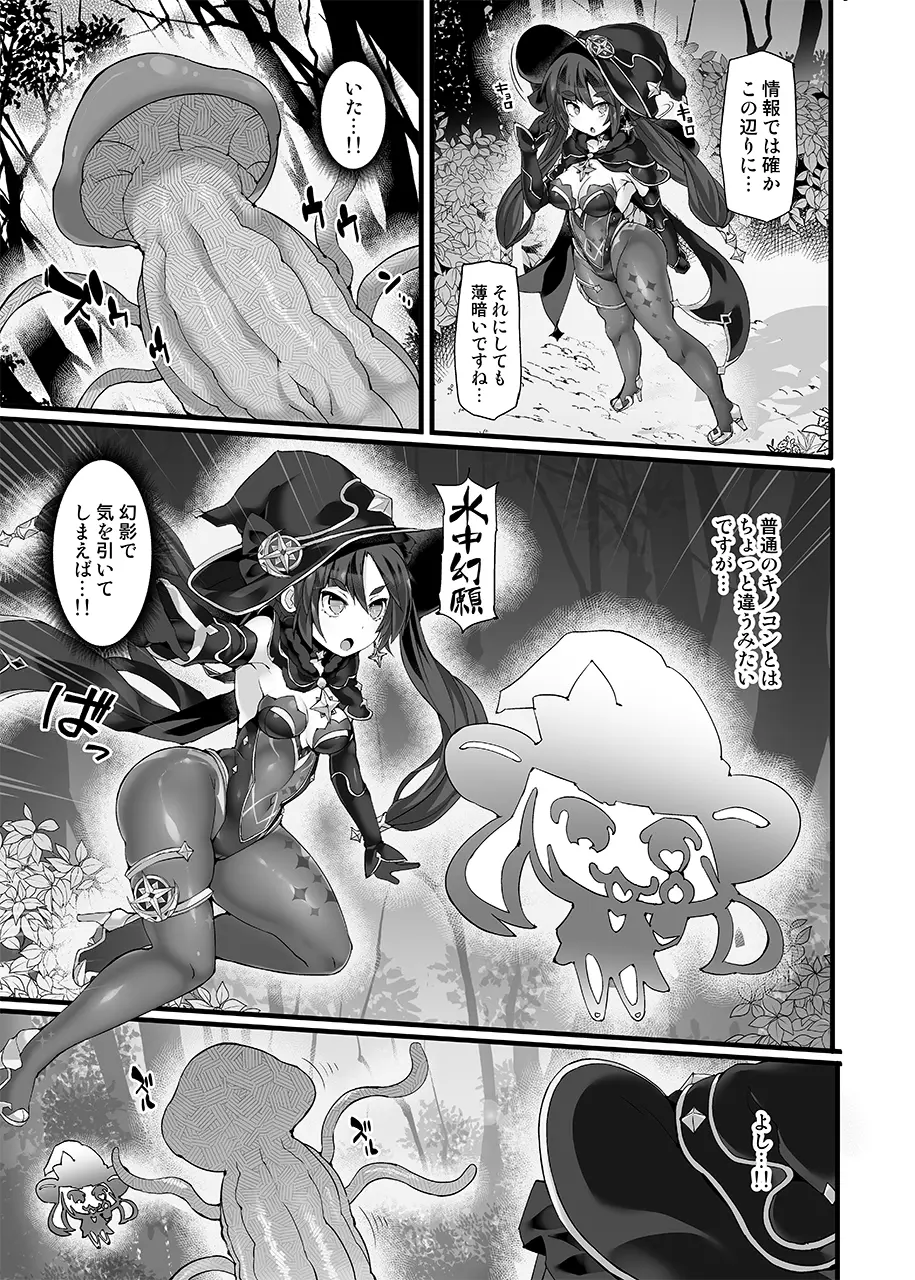 情報では確か
この辺りに…
キョロ
キョロ
それにしても
薄暗いですね…
いた…!!
ズズ
ズズ
普通のキノコンとは
ちょっと違うみたい
ですが…
水中幻願
幻影で
気を引いて
しまえば…!!
ばっ
よし…!!
ズル
ズル